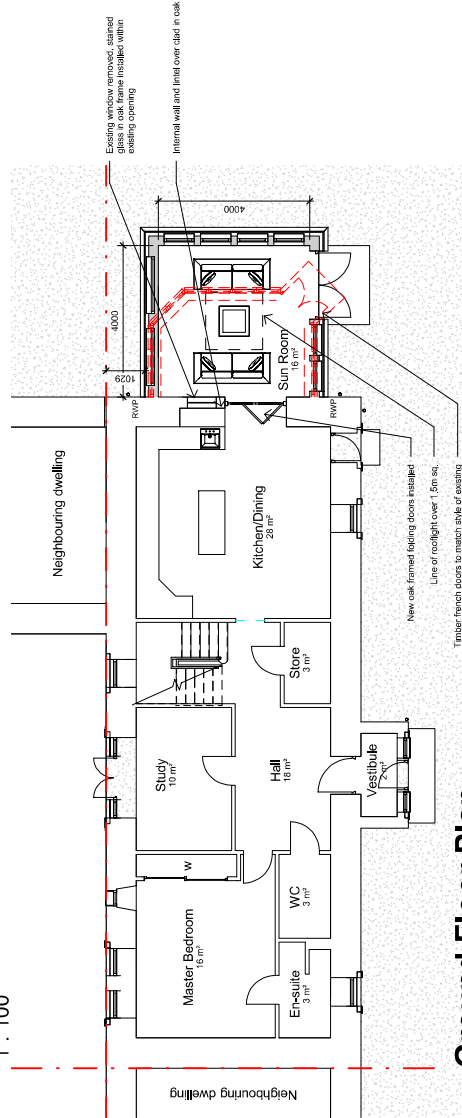 Existing window removed, stained
glass in oak frame installed within
existing opening
Internal wall and lintel over clad in oak
4000
4000
1029
RWP
RWP
Neighbouring dwelling
Sun Room
16 m²
Kitchen/Dining
28 m²
New oak framed folding doors installed
Line of rooflight over 1.5m sq.
Timber french doors to match style of existing
Store
3 m²
Study
10 m²
Hall
18 m²
Vestibule
2 m²
W
WC
3 m²
Master Bedroom
16 m²
En-suite
3 m²
Neighbouring dwelling
1 : 100
Ground Floor Plan